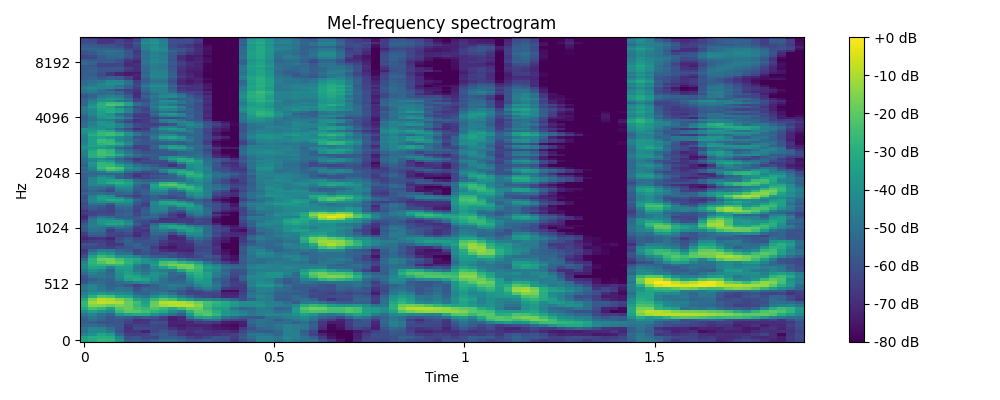 Mel-frequency spectrogram
Hz
8192
4096
2048
1024
512
0
0
0.5
1
1.5
Time
+0 dB
-10 dB
-20 dB
-30 dB
-40 dB
-50 dB
-60 dB
-70 dB
-80 dB